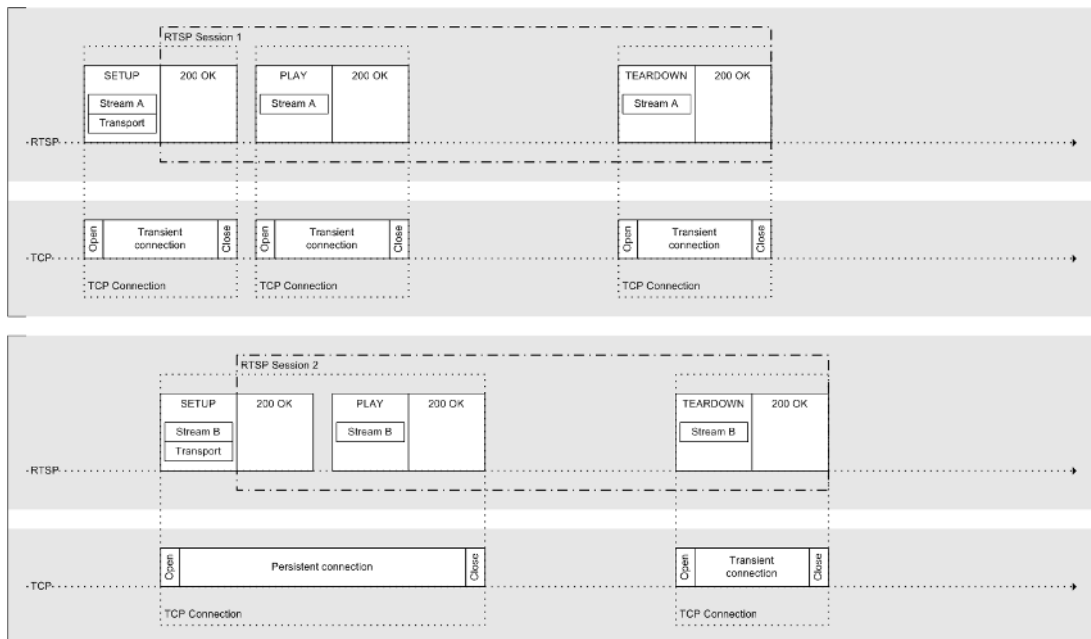 RTSP Session 1
SETUP 200 OK PLAY 200 OK TEARDOWN 200 OK
Stream A Stream A Stream A
Transport
RTSP
Open Transient connection Close Open Transient connection Close Open Transient connection Close
TCP
TCP Connection TCP Connection TCP Connection
RTSP Session 2
SETUP 200 OK PLAY 200 OK TEARDOWN 200 OK
Stream B Stream B Stream B
Transport
RTSP
Open Persistent connection Close Open Transient connection Close
TCP
TCP Connection TCP Connection